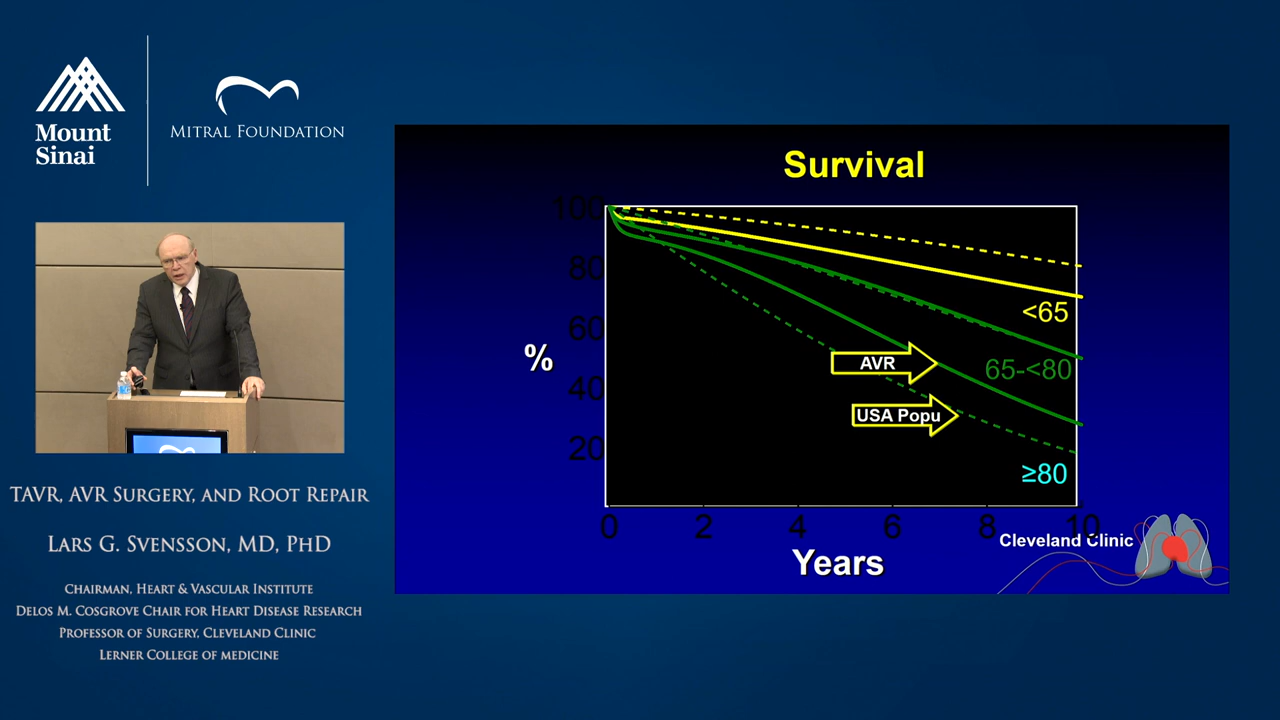 Mount
Sinai
MITRAL FOUNDATION
TAVR, AVR SURGERY, AND ROOT REPAIR
LARS G. SVENSSON, MD, PHD
CHAIRMAN, HEART & VASCULAR INSTITUTE
DELOS M. COSGROVE CHAIR FOR HEART DISEASE RESEARCH
PROFESSOR OF SURGERY, CLEVELAND CLINIC
LERNER COLLEGE OF MEDICINE
Survival
100
80
60
%
40
20
<65
65-<80
AVR
USA Popu
≥80
0 2 4 6 8 10
Years
Cleveland Clinic